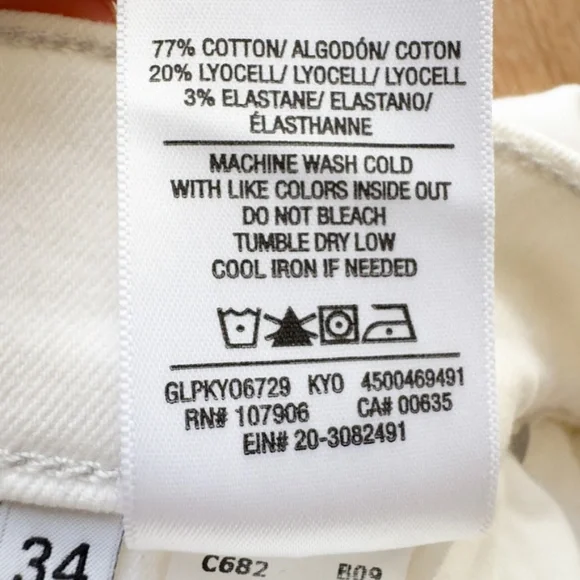 77% COTTON/ ALGODÓN/ COTON
20% LYOCELL/ LYOCELL/ LYOCELL
3% ELASTANE/ ELASTANO/
ÉLASTHANNE
MACHINE WASH COLD
WITH LIKE COLORS INSIDE OUT
DO NOT BLEACH
TUMBLE DRY LOW
COOL IRON IF NEEDED
GLPKY06729 KYO 4500469491
RN# 107906 CA# 00635
EIN# 20-3082491
34
C682 B09